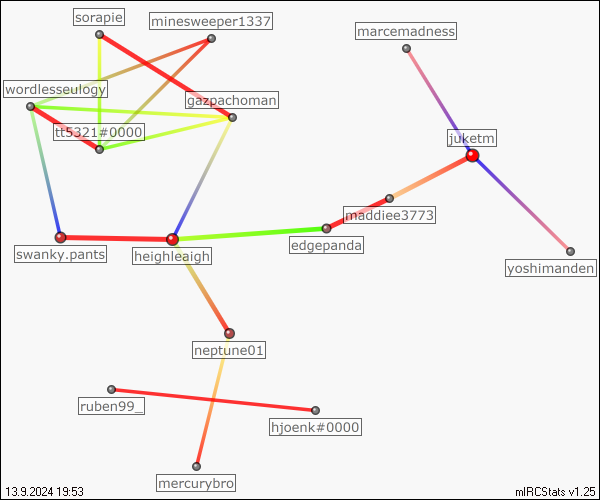 sorapie
minesweeper1337
marcemadness
wordlesseulogy
gazpachoman
tt5321#0000
juketm
maddiee3773
edgepanda
swanky.pants
heighleaigh
yoshimanden
neptune01
ruben99_
hjoenk#0000
mercurybro
13.9.2024 19:53
mIRCStats v1.25